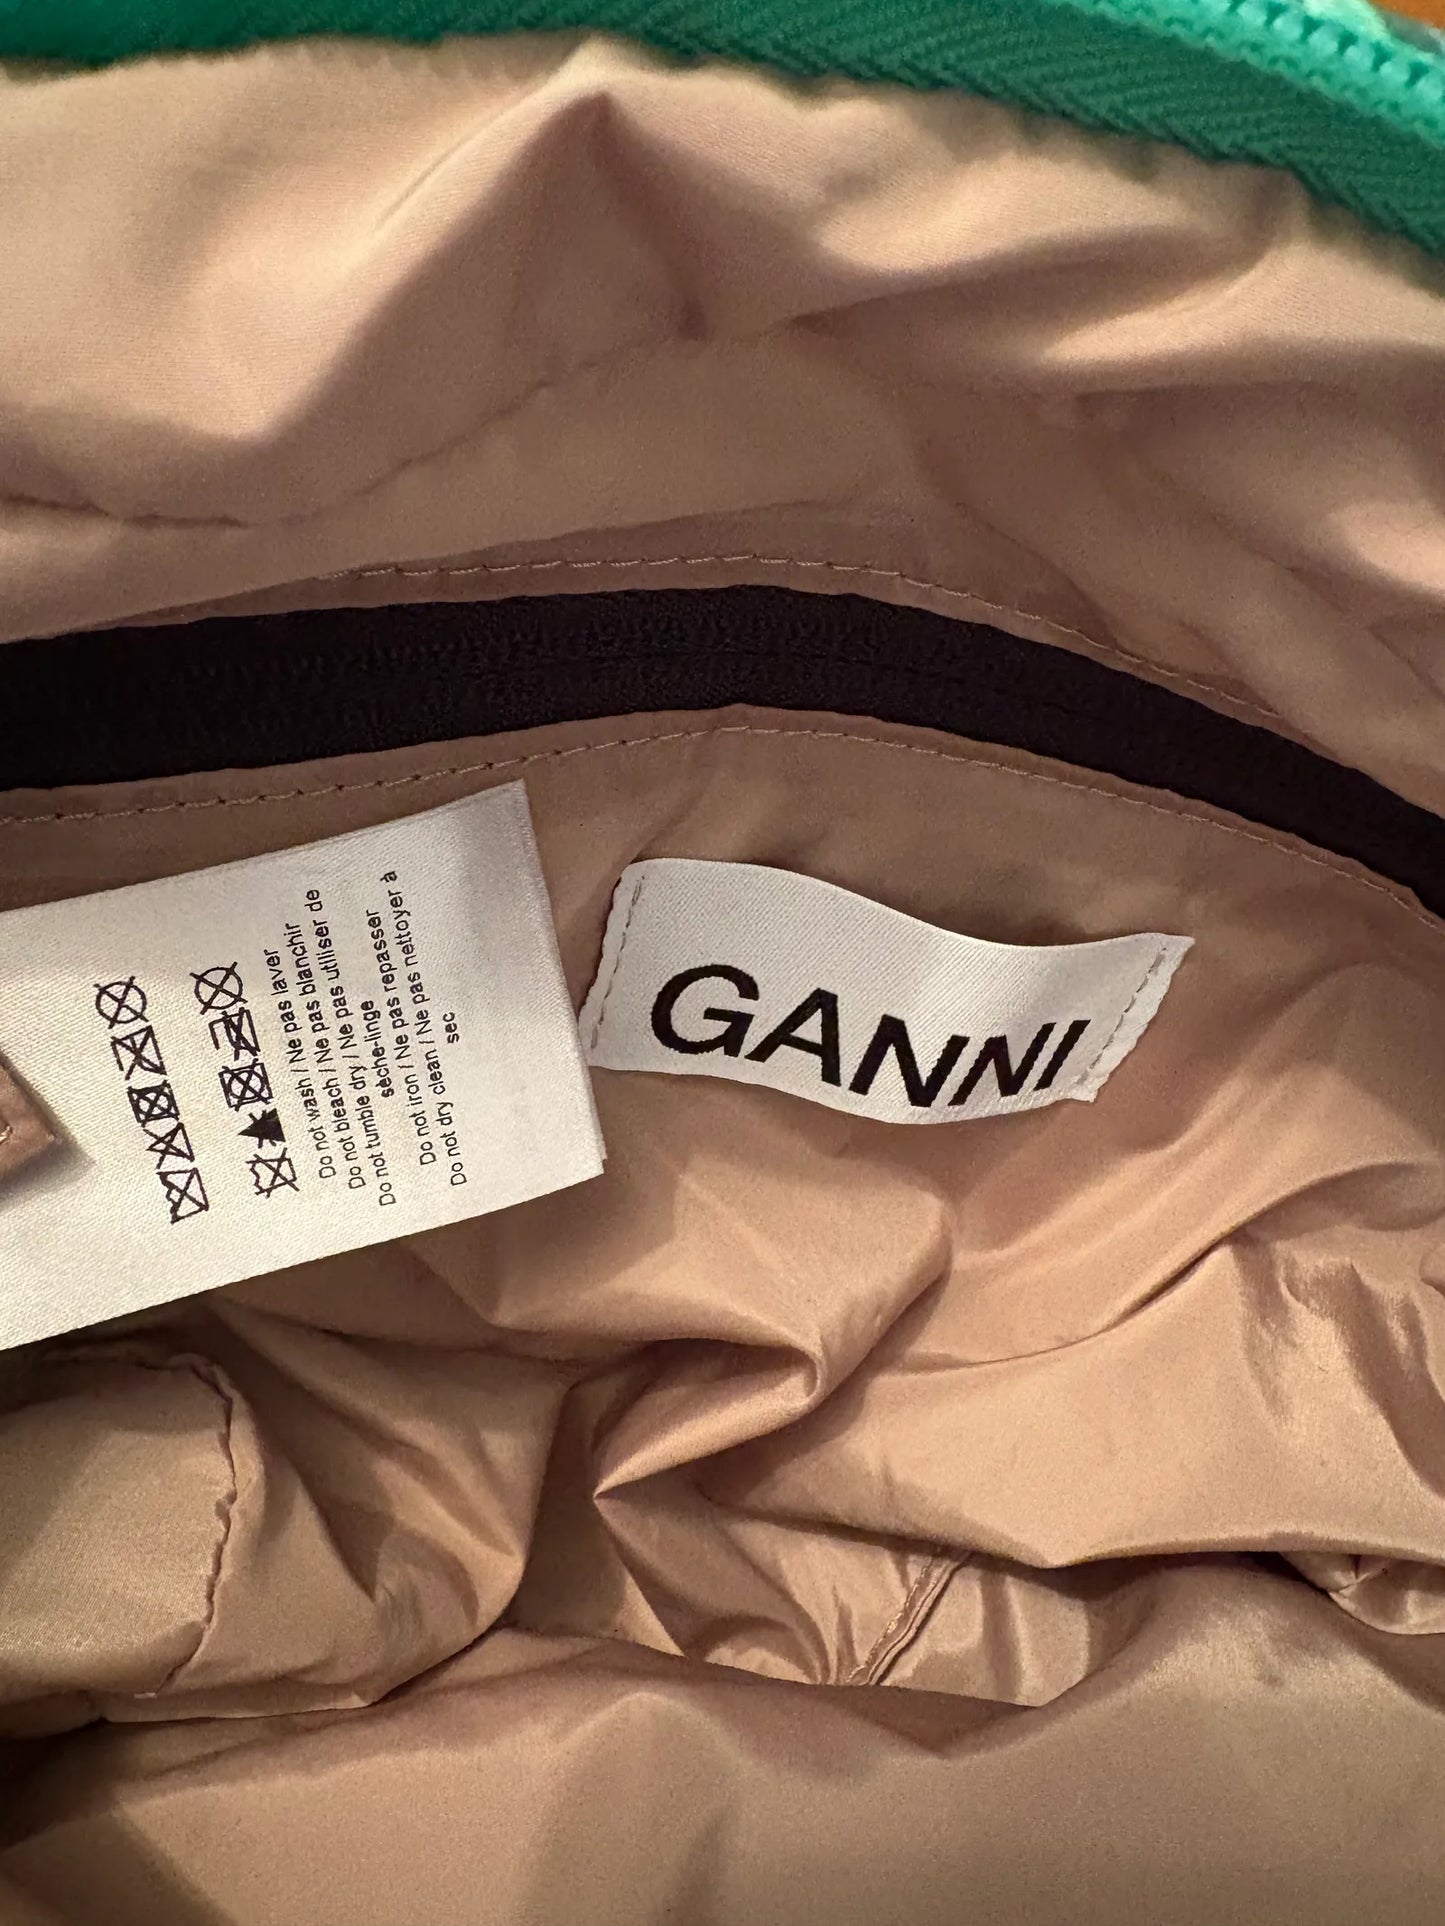 Do not wash / Ne pas laver
Do not bleach / Ne pas blanchir
Do not tumble dry / Ne pas utiliser de
sèche-linge
Do not iron / Ne pas repasser
Do not dry clean / Ne pas nettoyer à
sec
GANNI